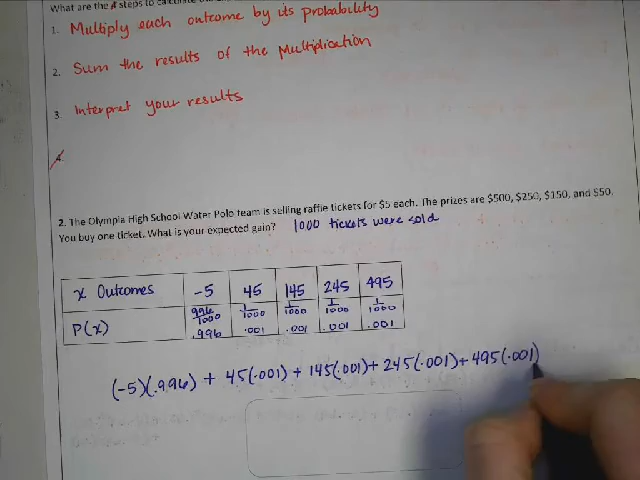 What are the # steps to calculate
1. Multiply each outcome by its probability
2. Sum the results of the Multiplication
3. Interpret your results
4.
2. The Olympia High School Water Polo team is selling raffle tickets for $5 each. The prizes are $500, $250, $150, and $50.
You buy one ticket. What is your expected gain? 1000 tickets were sold
x Outcomes -5 45 145 245 495
P(x) 996/1000 1/1000 1/1000 1/1000 1/1000
.996 .001 .001 .001 .001
(-5)(.996) + 45(.001) + 145(.001) + 245(.001) + 495(.001)